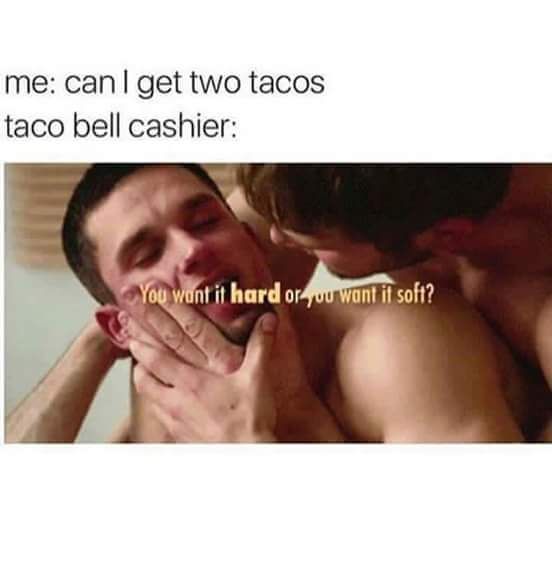 me: can I get two tacos
taco bell cashier:
You want it hard or you want it soft?